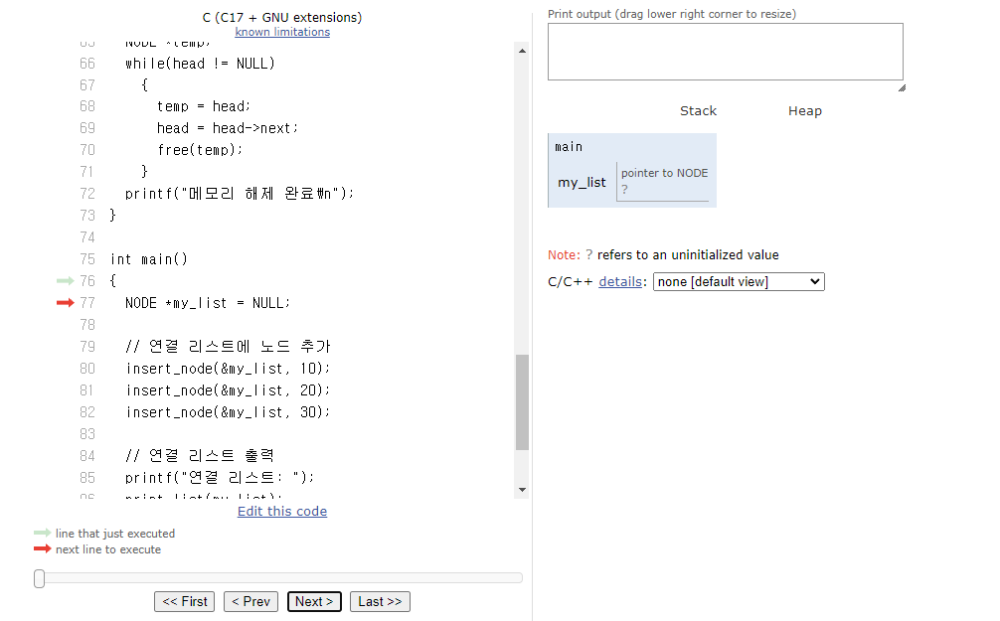 C (C17 + GNU extensions)
known limitations
65 NODE *temp;
66 while(head != NULL)
67 {
68 temp = head;
69 head = head->next;
70 free(temp);
71 }
72 printf("메모리 해제 완료₩n");
73 }
74
75 int main()
76 {
77 NODE *my_list = NULL;
78
79 // 연결 리스트에 노드 추가
80 insert_node(&my_list, 10);
81 insert_node(&my_list, 20);
82 insert_node(&my_list, 30);
83
84 // 연결 리스트 출력
85 printf("연결 리스트: ");
86 print_list(my_list);
Edit this code
line that just executed
next line to execute
<< First
< Prev
Next >
Last >>
Print output (drag lower right corner to resize)
Stack Heap
main
my_list
pointer to NODE
?
Note: ? refers to an uninitialized value
C/C++ details: none [default view]